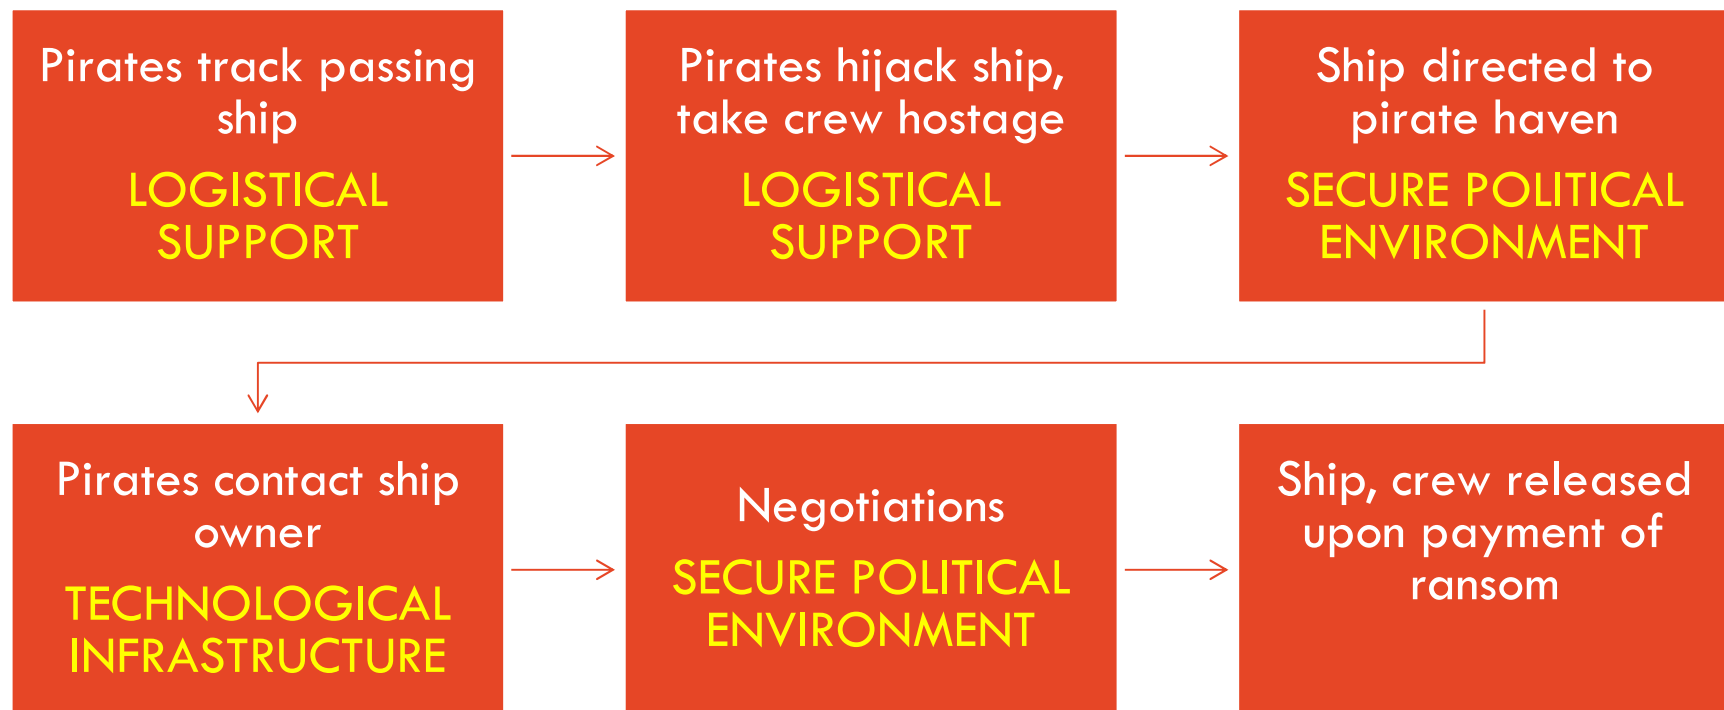 Pirates track passing
ship
LOGISTICAL
SUPPORT
Pirates hijack ship,
take crew hostage
LOGISTICAL
SUPPORT
Ship directed to
pirate haven
SECURE POLITICAL
ENVIRONMENT
Pirates contact ship
owner
TECHNOLOGICAL
INFRASTRUCTURE
Negotiations
SECURE POLITICAL
ENVIRONMENT
Ship, crew released
upon payment of
ransom